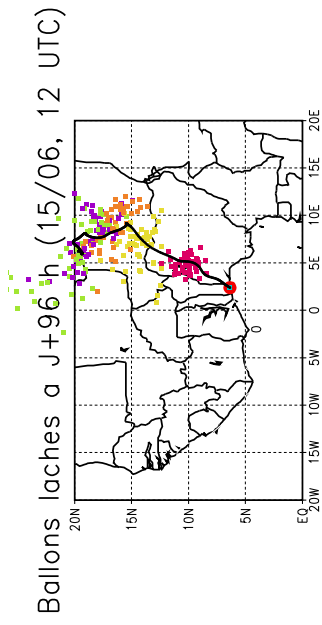 Ballons laches a J+96 h (15/06, 12 UTC)
20N
15N
10N
5N
EQ
20W
15W
10W
5W
0
5E
10E
15E
20E
0